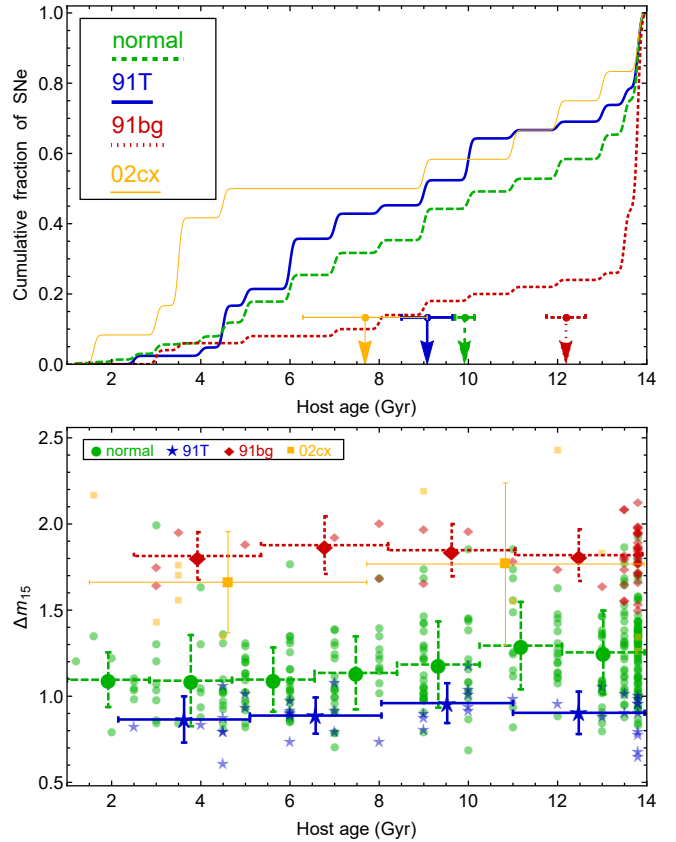 1.0
0.8
0.6
0.4
0.2
0.0
Cumulative fraction of SNe
normal
91T
91bg
02cx
2 4 6 8 10 12 14
Host age (Gyr)
2.5
2.0
1.5
1.0
0.5
Δm15
normal 91T 91bg 02cx
2 4 6 8 10 12 14
Host age (Gyr)